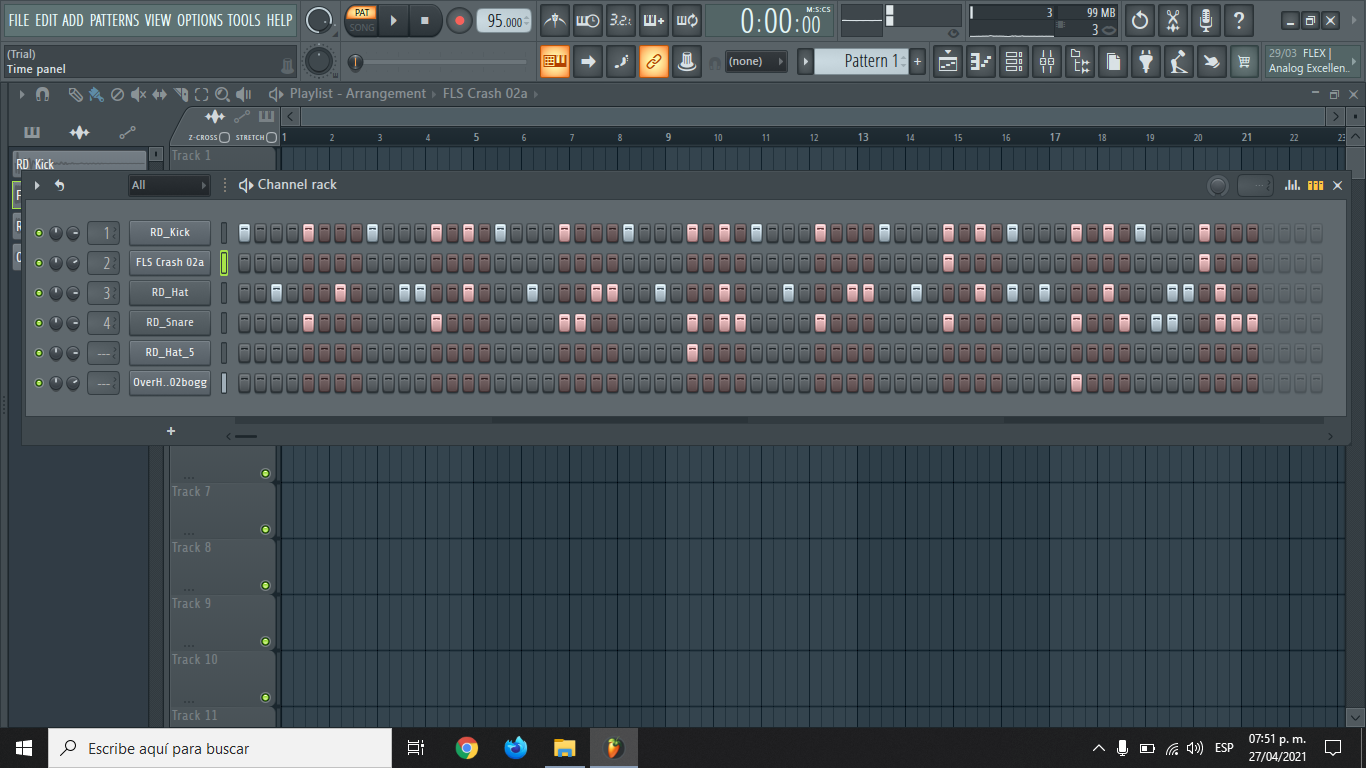 FILE EDIT ADD PATTERNS VIEW OPTIONS TOOLS HELP
PAT
SONG
95.000
3.2
0:00:00
M:S:CS
3
99 MB
3
(Trial)
Time panel
(none)
Pattern 1
29/03 FLEX |
Analog Excellen..
Playlist - Arrangement
FLS Crash 02a
Z-CROSS STRETCH
1 2 3 4 5 6 7 8 9 10 11 12 13 14 15 16 17 18 19 20 21 22 23
Track 1
RD_Kick
All
Channel rack
1 RD_Kick
2 FLS Crash 02a
3 RD_Hat
4 RD_Snare
--- RD_Hat_5
--- OverH..02bogg
+
Track 7
Track 8
Track 9
Track 10
Track 11
Escribe aquí para buscar
ESP
07:51 p. m.
27/04/2021